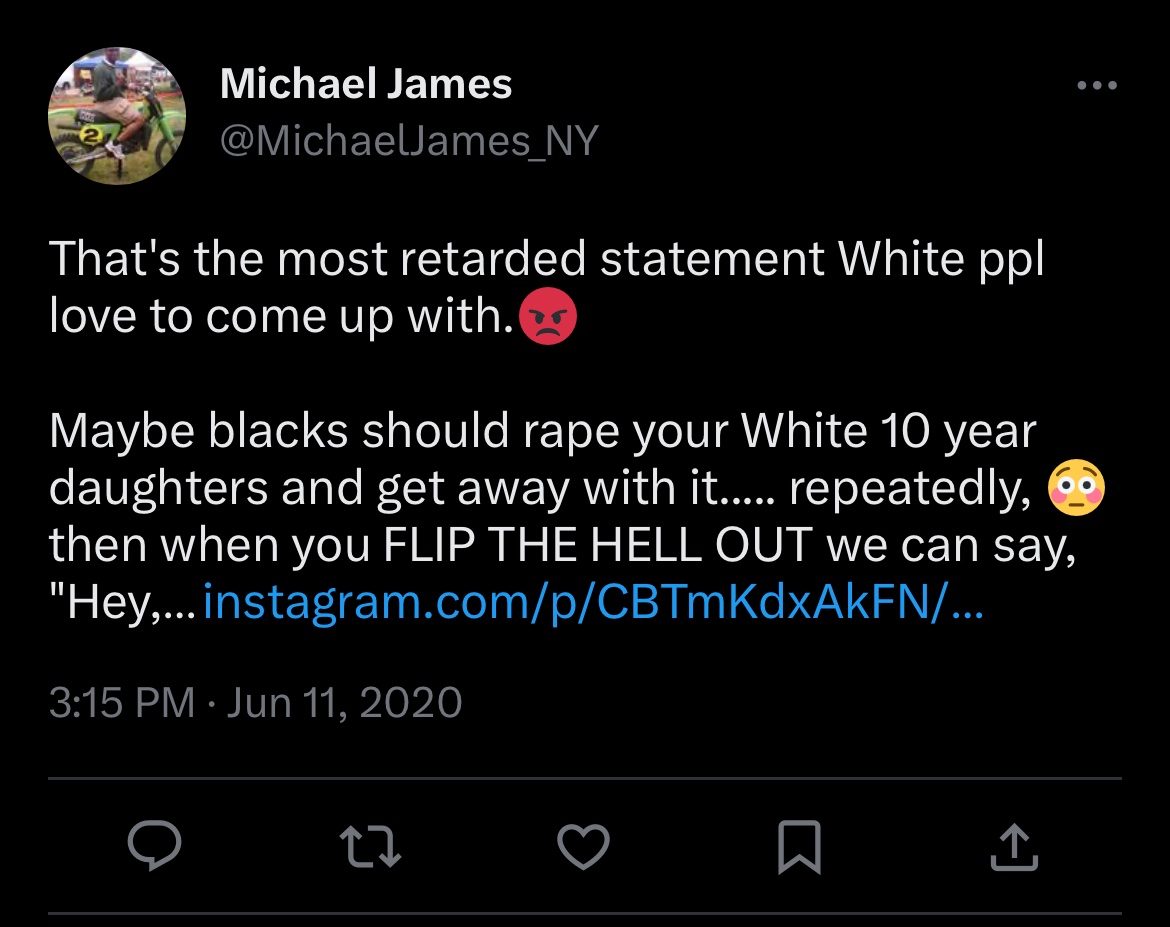 Michael James
@MichaelJames_NY
That's the most retarded statement White ppl
love to come up with.😡
Maybe blacks should rape your White 10 year
daughters and get away with it..... repeatedly, 😳
then when you FLIP THE HELL OUT we can say,
"Hey,... instagram.com/p/CBTmKdxAkFN/...
3:15 PM · Jun 11, 2020
2